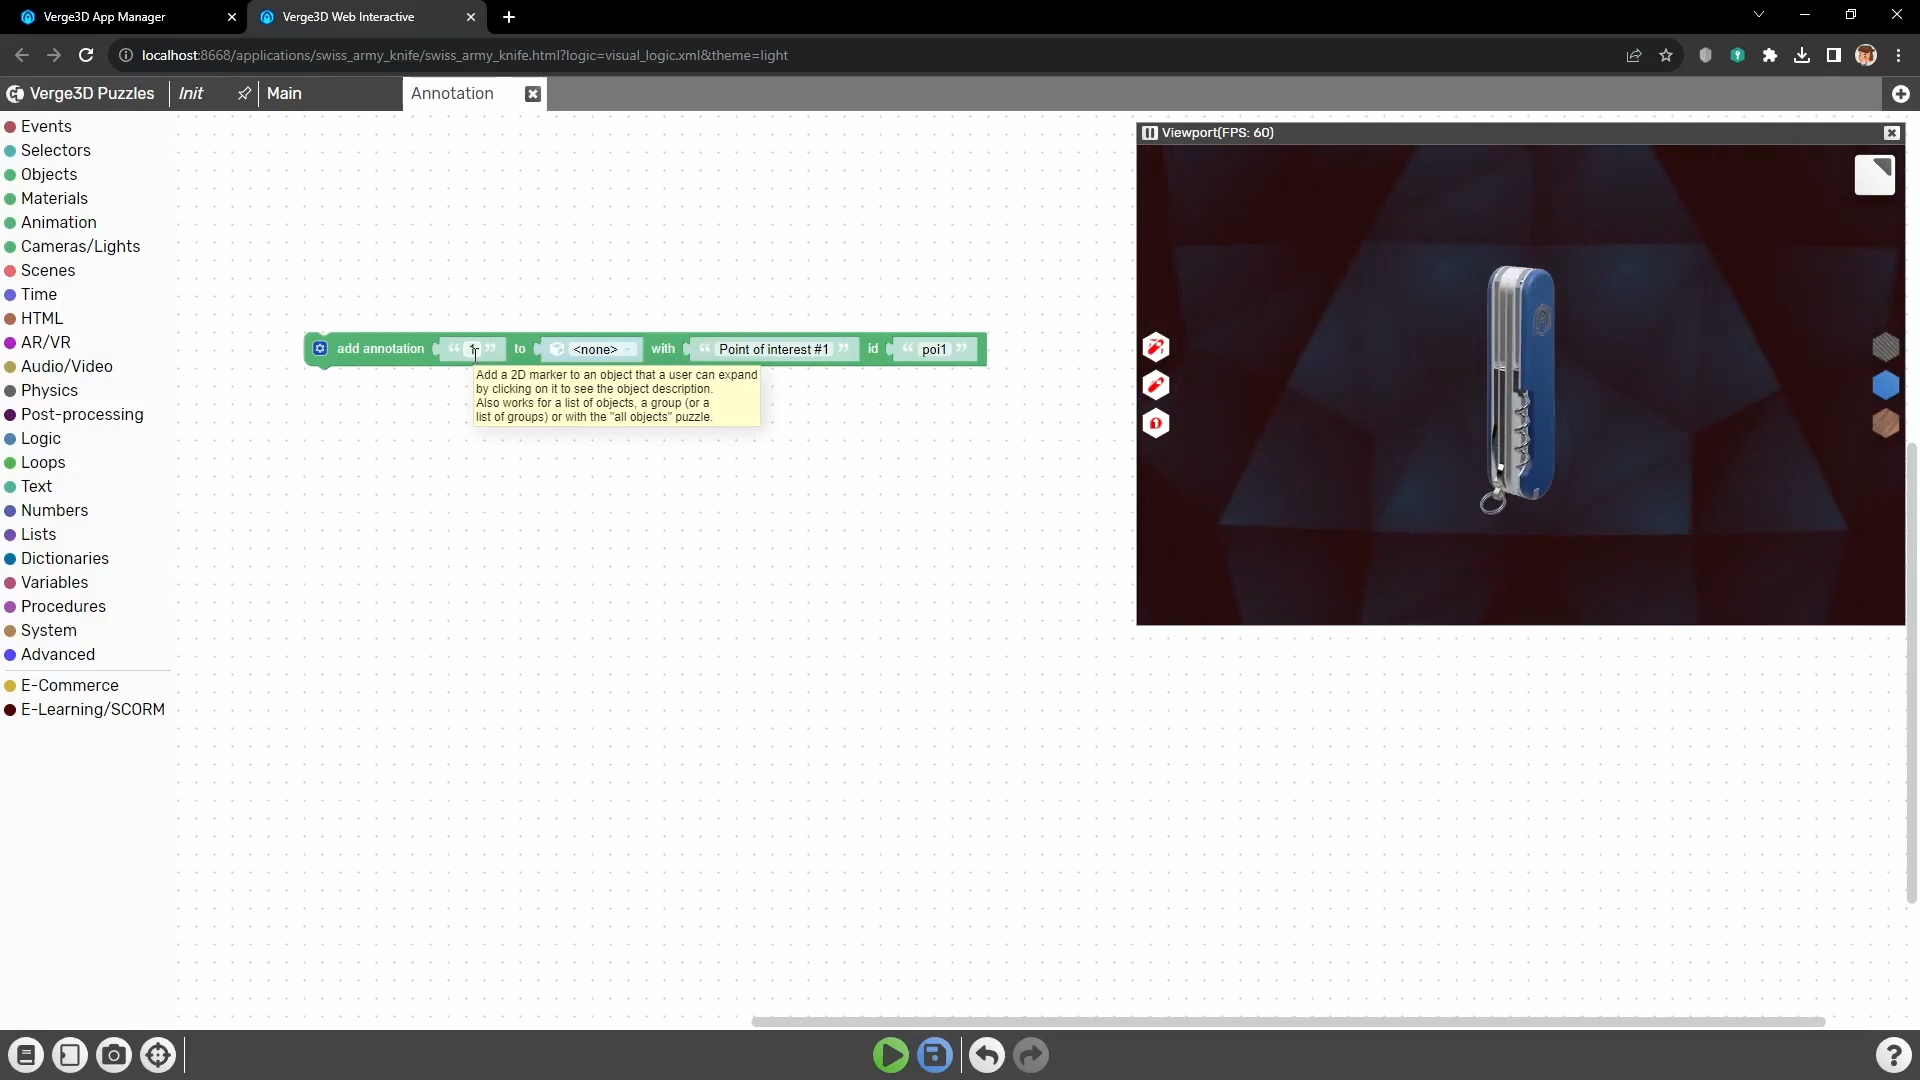 Verge3D App Manager
Verge3D Web Interactive
localhost:8668/applications/swiss_army_knife/swiss_army_knife.html?logic=visual_logic.xml&theme=light
Verge3D Puzzles
Init
Main
Annotation
Events
Selectors
Objects
Materials
Animation
Cameras/Lights
Scenes
Time
HTML
AR/VR
Audio/Video
Physics
Post-processing
Logic
Loops
Text
Numbers
Lists
Dictionaries
Variables
Procedures
System
Advanced
E-Commerce
E-Learning/SCORM
add annotation “ 1 ” to <none> with “ Point of interest #1 ” id “ poi1 ”
Add a 2D marker to an object that a user can expand
by clicking on it to see the object description.
Also works for a list of objects, a group (or a
list of groups) or with the "all objects" puzzle.
Viewport(FPS: 60)
?